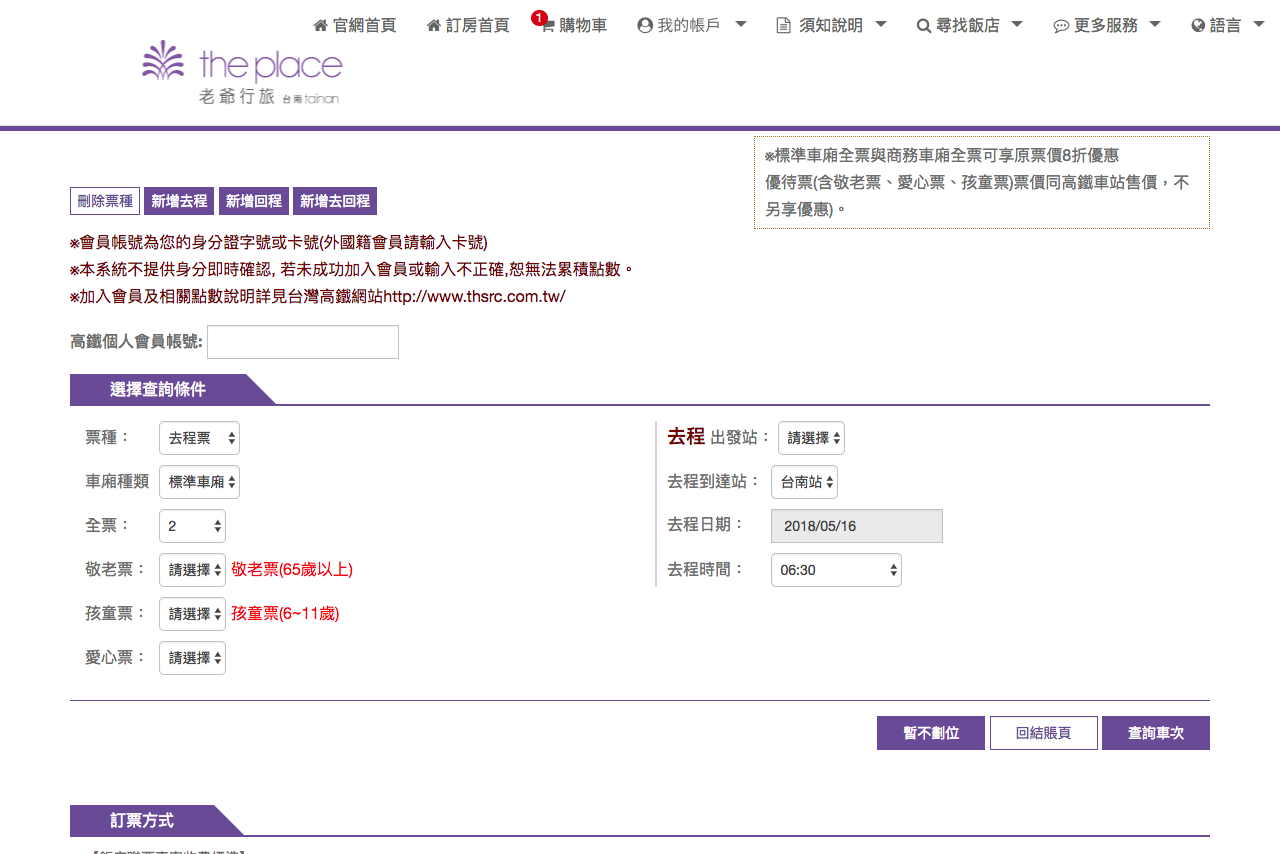 官網首頁 訂房首頁 1 購物車 我的帳戶 須知說明 尋找飯店 更多服務 語言
the place
老爺行旅 台南tainan
※標準車廂全票與商務車廂全票可享原票價8折優惠
優待票(含敬老票、愛心票、孩童票)票價同高鐵車站售價，不
另享優惠)。
刪除票種 新增去程 新增回程 新增去回程
※會員帳號為您的身分證字號或卡號(外國籍會員請輸入卡號)
※本系統不提供身分即時確認, 若未成功加入會員或輸入不正確,恕無法累積點數。
※加入會員及相關點數說明詳見台灣高鐵網站http://www.thsrc.com.tw/
高鐵個人會員帳號:
選擇查詢條件
票種： 去程票
車廂種類 標準車廂
全票： 2
敬老票： 請選擇 敬老票(65歲以上)
孩童票： 請選擇 孩童票(6~11歲)
愛心票： 請選擇
去程 出發站： 請選擇
去程到達站： 台南站
去程日期： 2018/05/16
去程時間： 06:30
暫不劃位 回結賬頁 查詢車次
訂票方式